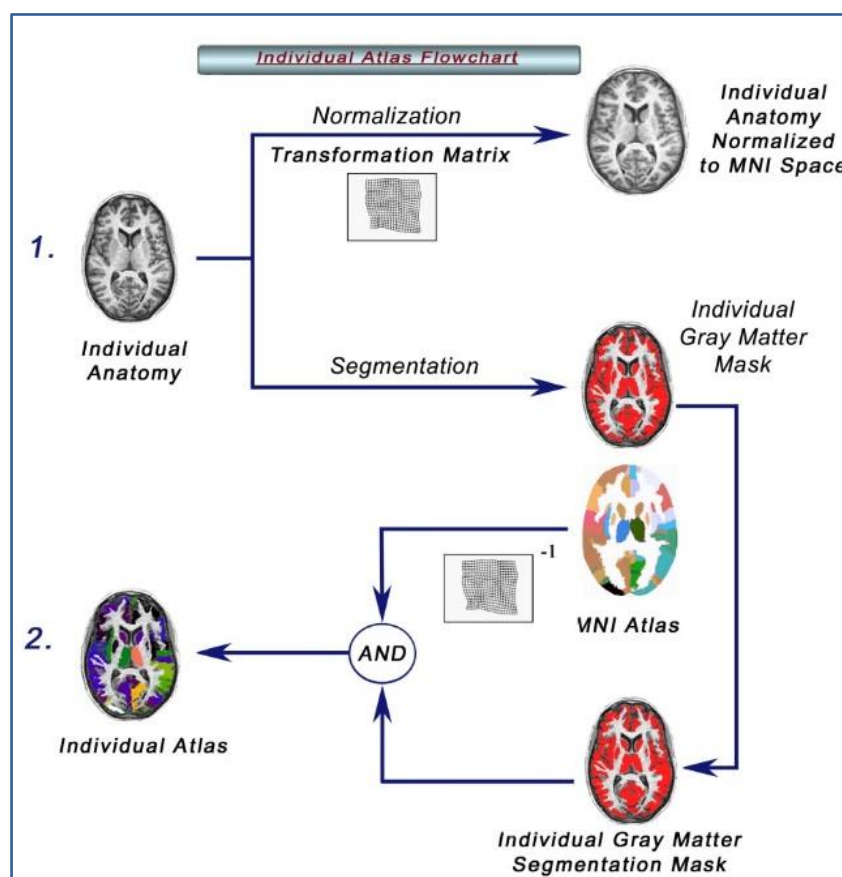 Individual Atlas Flowchart
Normalization
Transformation Matrix
Individual
Anatomy
Normalized
to MNI Space
1.
Individual
Anatomy
Segmentation
Individual
Gray Matter
Mask
-1
MNI Atlas
2.
AND
Individual Atlas
Individual Gray Matter
Segmentation Mask